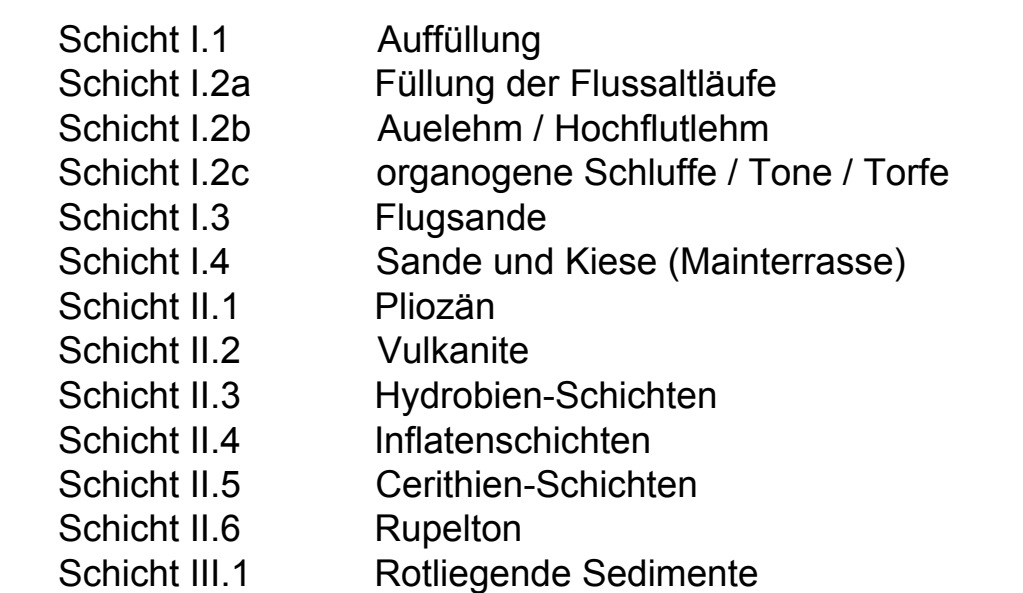 Schicht I.1 Auffüllung
Schicht I.2a Füllung der Flussaltläufe
Schicht I.2b Auelehm / Hochflutlehm
Schicht I.2c organogene Schluffe / Tone / Torfe
Schicht I.3 Flugsande
Schicht I.4 Sande und Kiese (Mainterrasse)
Schicht II.1 Pliozän
Schicht II.2 Vulkanite
Schicht II.3 Hydrobien-Schichten
Schicht II.4 Inflatenschichten
Schicht II.5 Cerithien-Schichten
Schicht II.6 Rupelton
Schicht III.1 Rotliegende Sedimente